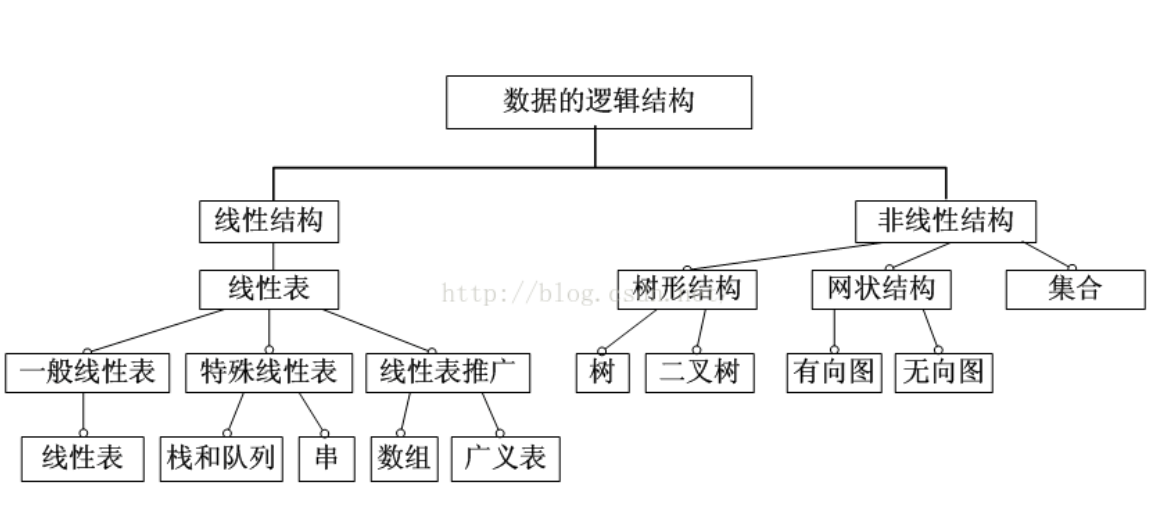 数据的逻辑结构
线性结构
非线性结构
线性表
树形结构
网状结构
集合
http://blog.csdn.net
一般线性表
特殊线性表
线性表推广
树
二叉树
有向图
无向图
线性表
栈和队列
串
数组
广义表